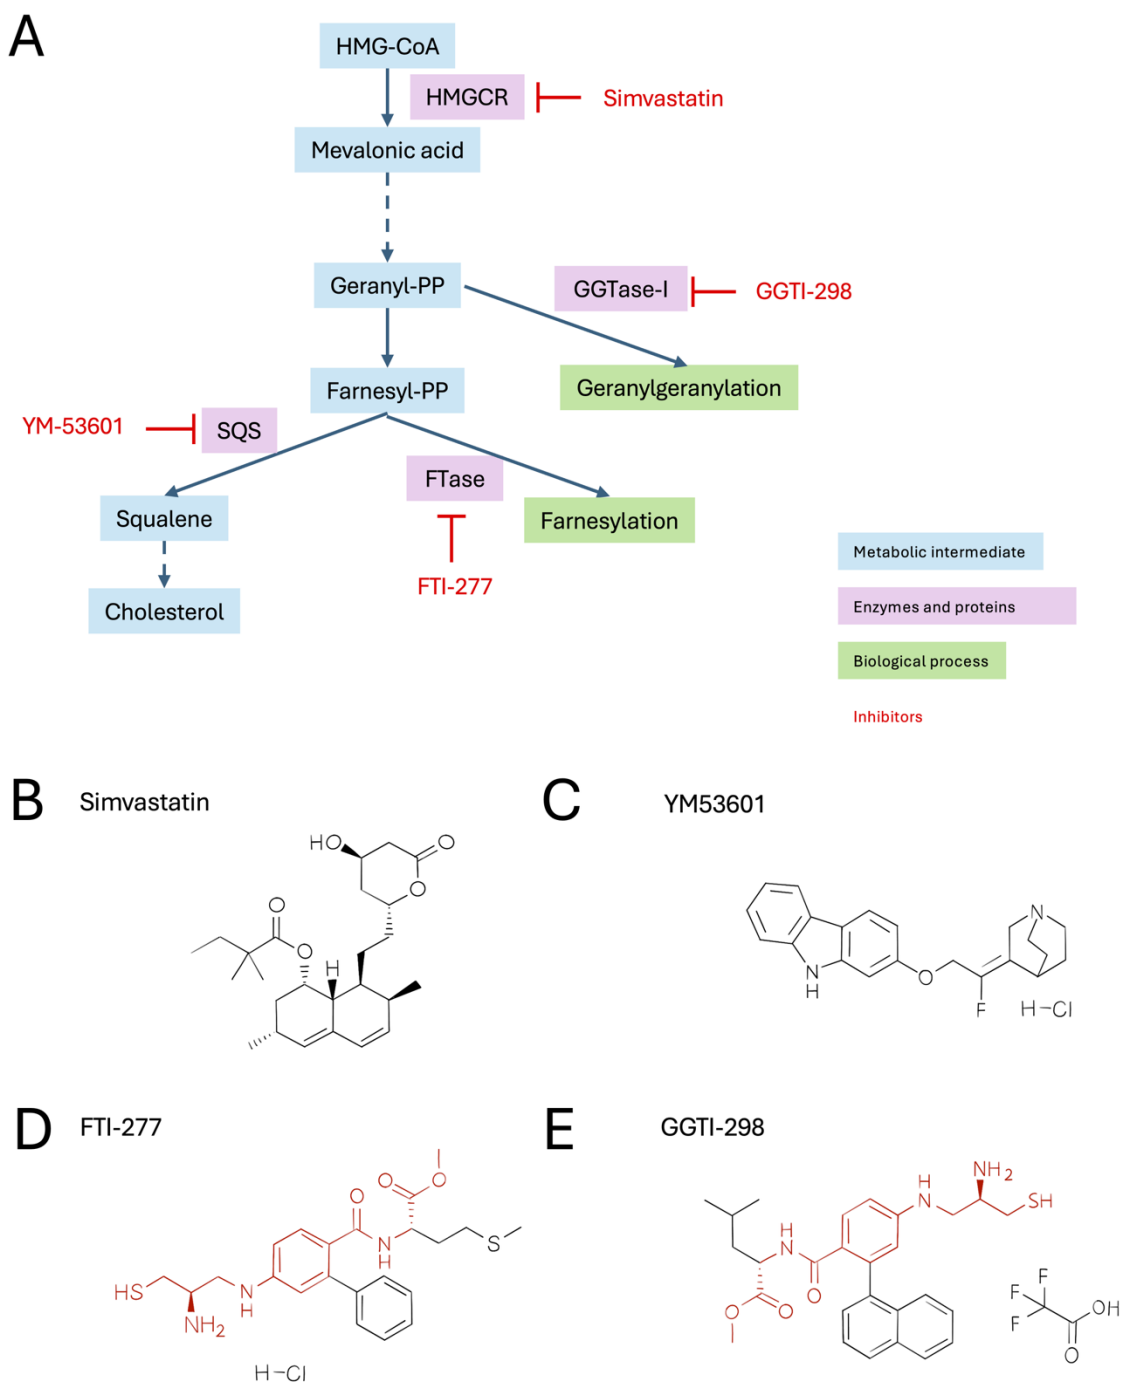 A
HMG-CoA
HMGCR
Simvastatin
Mevalonic acid
Geranyl-PP
GGTase-I
GGTI-298
Farnesyl-PP
Geranylgeranylation
YM-53601
SQS
FTase
Squalene
Farnesylation
FTI-277
Cholesterol
Metabolic intermediate
Enzymes and proteins
Biological process
Inhibitors
B
Simvastatin
HO
O
O
O
O
H
C
YM53601
N
N
H
O
F
H-Cl
D
FTI-277
O
O
O
N
H
S
HS
N
H
NH2
H-Cl
E
GGTI-298
NH2
H
N
SH
H
N
O
O
O
F
F
F
OH
O